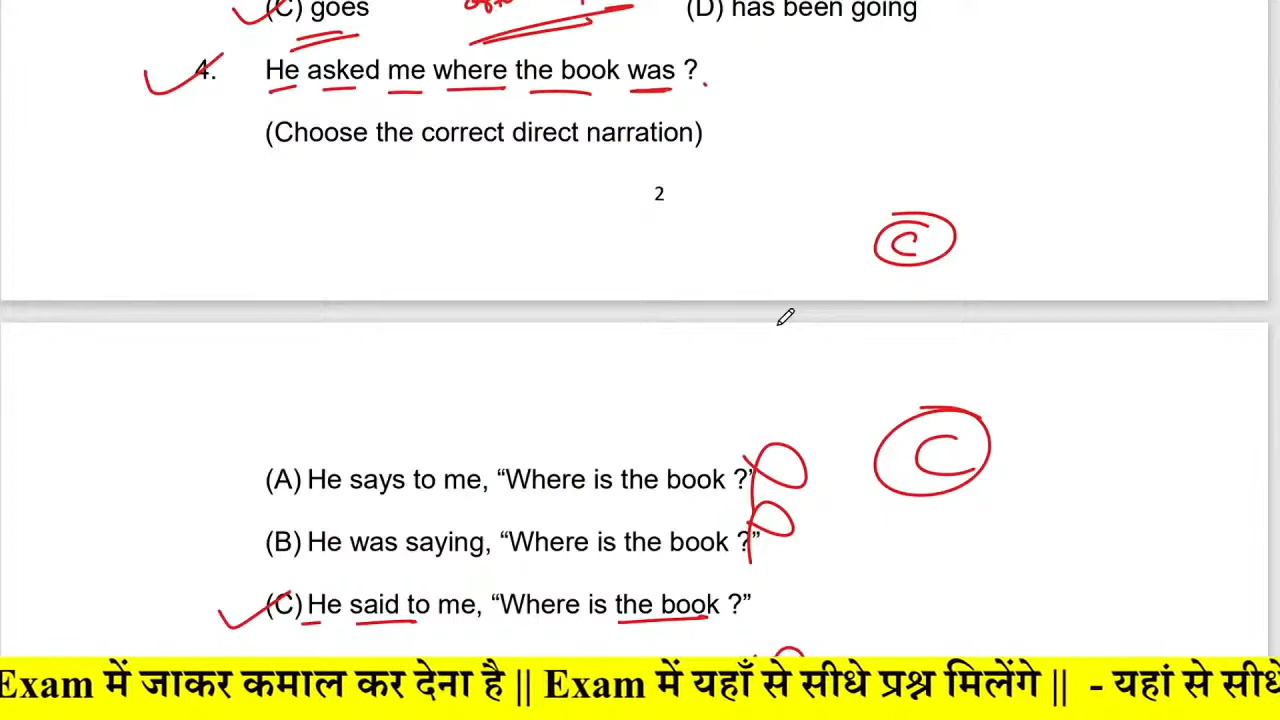 (C) goes (D) has been going
4. He asked me where the book was ? .
(Choose the correct direct narration)
2
C
C
(A) He says to me, “Where is the book ?”
(B) He was saying, “Where is the book ?”
(C) He said to me, “Where is the book ?”
Exam में जाकर कमाल कर देना है || Exam में यहाँ से सीधे प्रश्न मिलेंगे || - यहां से सीधे